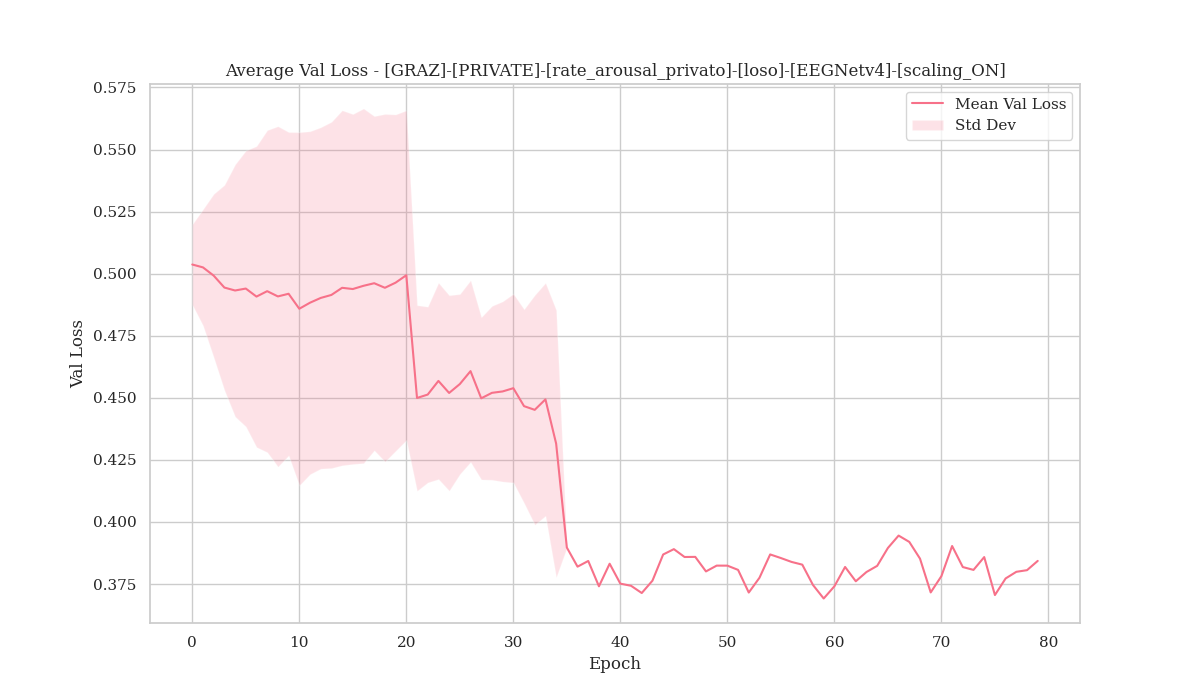 Average Val Loss - [GRAZ]-[PRIVATE]-[rate_arousal_privato]-[loso]-[EEGNetv4]-[scaling_ON]
Mean Val Loss
Std Dev
0.575
0.550
0.525
0.500
0.475
0.450
0.425
0.400
0.375
Val Loss
0 10 20 30 40 50 60 70 80
Epoch